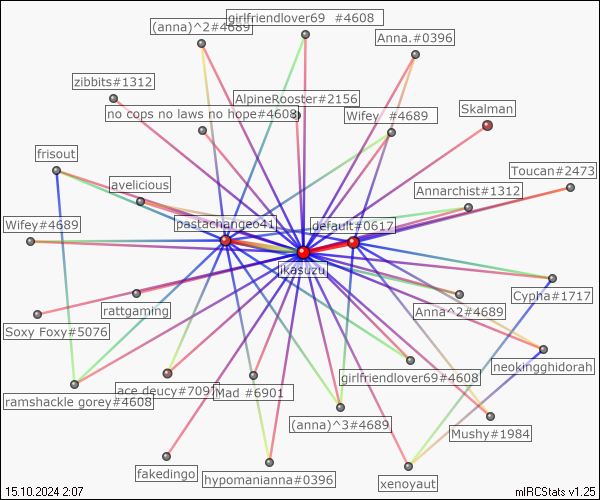 girlfriendlover69 #4608
(anna)^2#4689
Anna.#0396
zibbits#1312
AlpineRooster#2156
no cops no laws no hope#4608
Wifey #4689
Skalman
frisout
Toucan#2473
avelicious
Annarchist#1312
Wifey#4689
pastachangeo41
default#0617
ikasuzu
Cypha#1717
rattgaming
Anna^2#4689
Soxy Foxy#5076
neokingghidorah
girlfriendlover69#4608
ramshackle gorey#4608
ace deucy#709
Mad #6901
(anna)^3#4689
Mushy#1984
fakedingo
hypomanianna#0396
xenoyaut
15.10.2024 2:07
mIRCStats v1.25